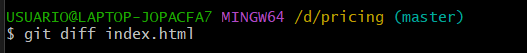 USUARIO@LAPTOP-JOPACFA7 MINGW64 /d/pricing (master)
$ git diff index.html